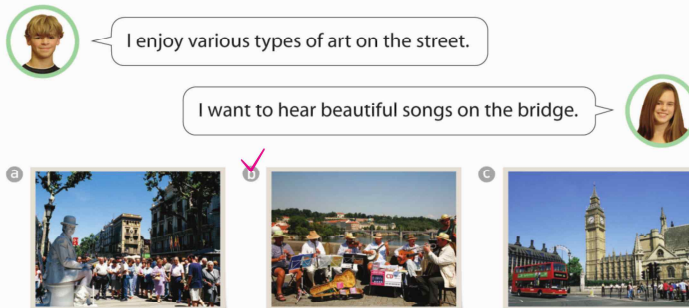 I enjoy various types of art on the street.
I want to hear beautiful songs on the bridge.
a
b
c